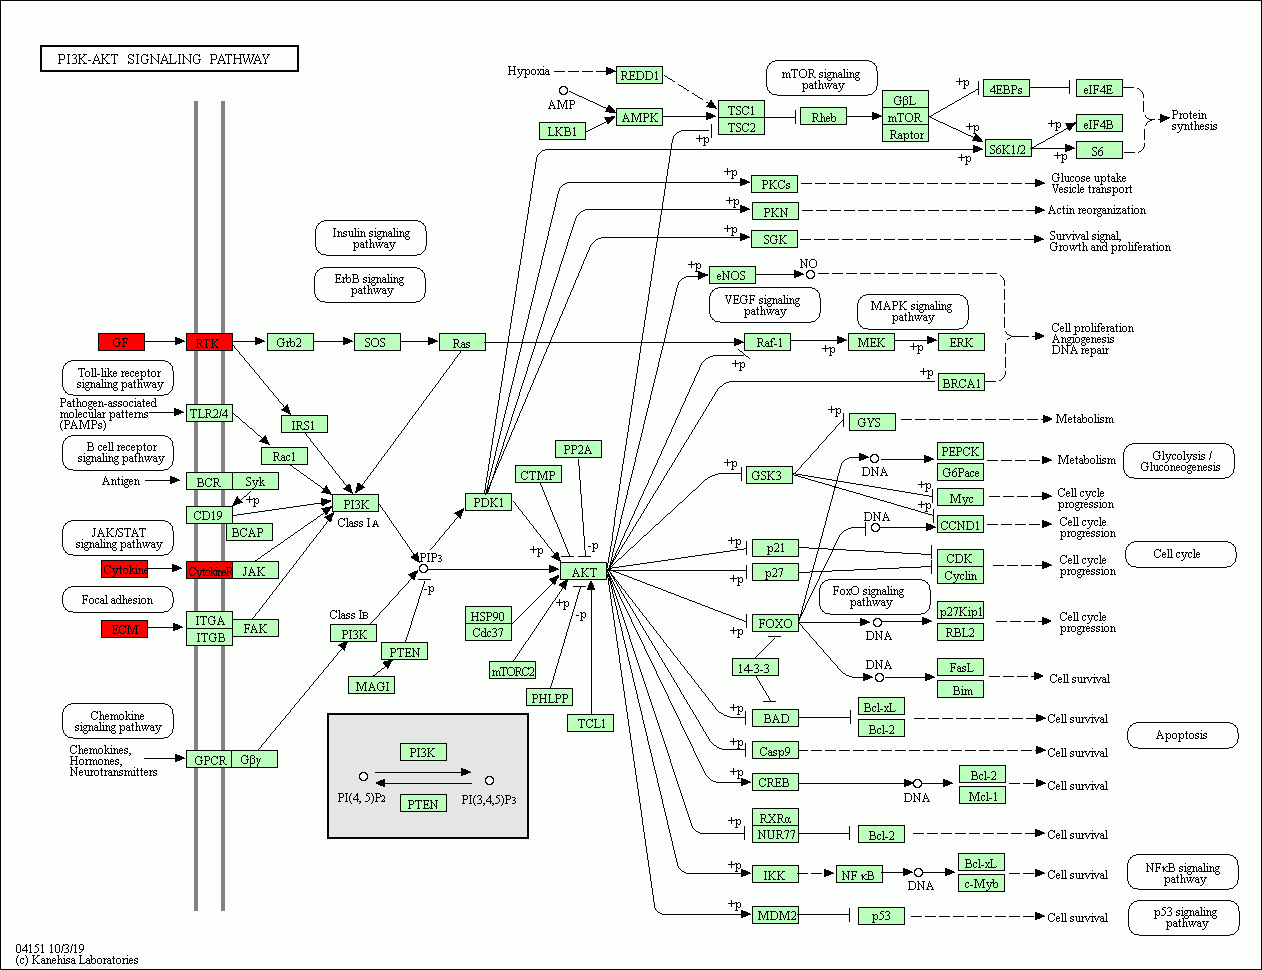 PI3K-AKT SIGNALING PATHWAY
Hypoxia
REDD1
mTOR signaling
pathway
AMP
LKB1
AMPK
TSC1
TSC2
+p
Rheb
GβL
mTOR
Raptor
+p
+p
4EBPs
eIF4E
S6K1/2
+p
+p
+p
eIF4B
S6
Protein
synthesis
+p
PKCs
Glucose uptake
Vesicle transport
+p
PKN
Actin reorganization
+p
SGK
Survival signal,
Growth and proliferation
Insulin signaling
pathway
ErbB signaling
pathway
+p
eNOS
NO
VEGF signaling
pathway
MAPK signaling
pathway
GF
RTK
Grb2
SOS
Ras
Raf-1
+p
+p
MEK
+p
ERK
Cell proliferation
Angiogenesis
DNA repair
+p
BRCA1
Toll-like receptor
signaling pathway
Pathogen-associated
molecular patterns
(PAMPs)
TLR2/4
IRS1
Rac1
B cell receptor
signaling pathway
Antigen
BCR
Syk
+p
CD19
BCAP
PI3K
Class IA
PDK1
CTMP
PP2A
+p
-p
AKT
PIP3
-p
+p
GYS
Metabolism
+p
GSK3
DNA
PEPCK
G6Pace
Metabolism
Glycolysis /
Gluconeogenesis
+p
Myc
+p
Cell cycle
progression
DNA
CCND1
Cell cycle
progression
JAK/STAT
signaling pathway
Cytokine
CytokineR
JAK
Focal adhesion
ECM
ITGA
ITGB
FAK
+p
p21
+p
p27
CDK
Cyclin
Cell cycle
progression
Cell cycle
FoxO signaling
pathway
FOXO
+p
DNA
p27Kip1
RBL2
Cell cycle
progression
Class IB
PI3K
PTEN
MAGI
HSP90
Cdc37
+p
-p
mTORC2
PHLPP
TCL1
14-3-3
DNA
FasL
Bim
Cell survival
Chemokine
signaling pathway
Chemokines,
Hormones,
Neurotransmitters
GPCR
Gβγ
PI3K
PI(4, 5)P2
PI(3,4,5)P3
PTEN
+p
BAD
Bcl-xL
Bcl-2
Cell survival
Apoptosis
+p
Casp9
Cell survival
+p
CREB
DNA
Bcl-2
Mcl-1
Cell survival
+p
RXRα
NUR77
Bcl-2
Cell survival
+p
IKK
NFκB
DNA
Bcl-xL
c-Myb
Cell survival
NFκB signaling
pathway
+p
MDM2
p53
Cell survival
p53 signaling
pathway
04151 10/3/19
(c) Kanehisa Laboratories